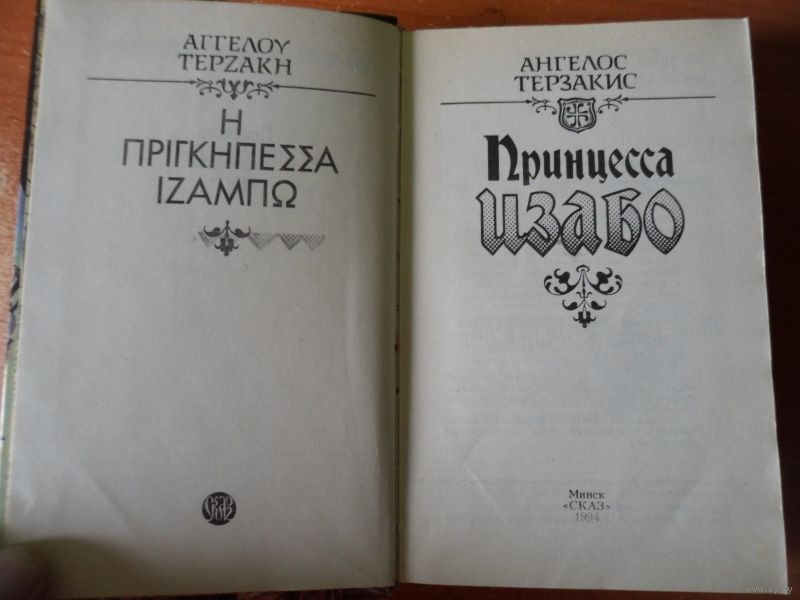 ΑΓΓΕΛΟΥ
ΤΕΡΖΑΚΗ
Η
ΠΡΙΓΚΗΠΕΣΣΑ
ΙΖΑΜΠΩ
АНГЕЛОС
ТЕРЗАКИС
Принцесса
ИЗАБО
Минск
«СКАЗ»
1994